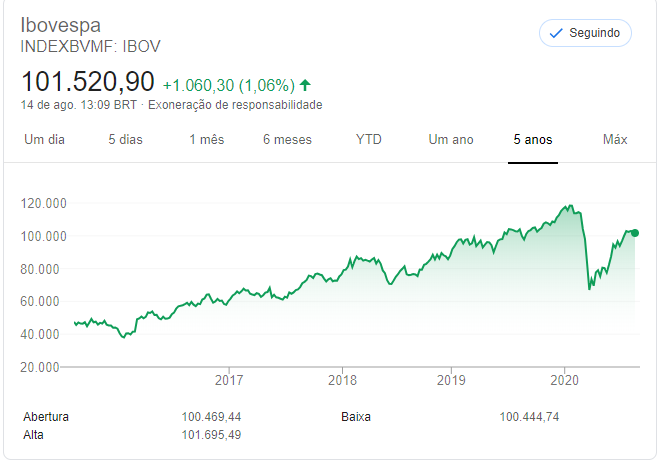 Ibovespa
INDEXBVMF: IBOV
Seguindo
101.520,90 +1.060,30 (1,06%)
14 de ago. 13:09 BRT · Exoneração de responsabilidade
Um dia 5 dias 1 mês 6 meses YTD Um ano 5 anos Máx
120.000
100.000
80.000
60.000
40.000
20.000
2017 2018 2019 2020
Abertura 100.469,44 Baixa 100.444,74
Alta 101.695,49